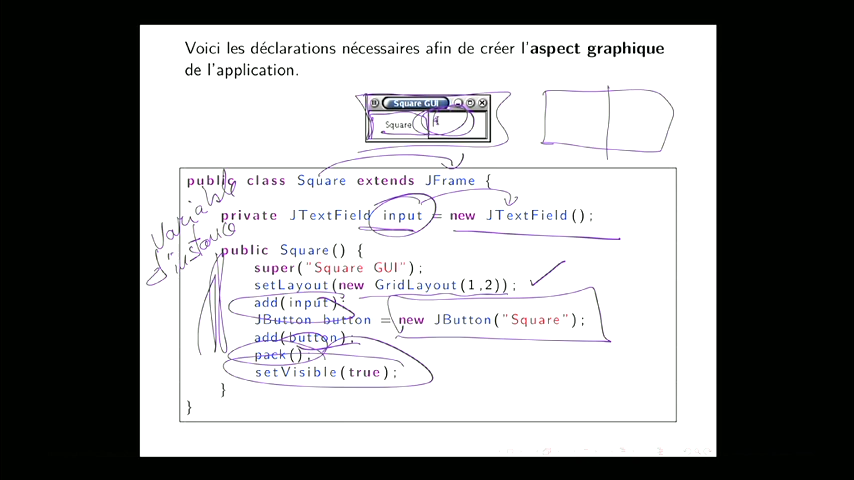 Voici les déclarations nécessaires afin de créer l'aspect graphique
de l'application.
Square GUI
Square
public class Square extends JFrame {
private JTextField input = new JTextField();
Variable
d'instance
public Square() {
super("Square GUI");
setLayout(new GridLayout(1,2));
add(input);
JButton button = new JButton("Square");
add(button);
pack();
setVisible(true);
}
}